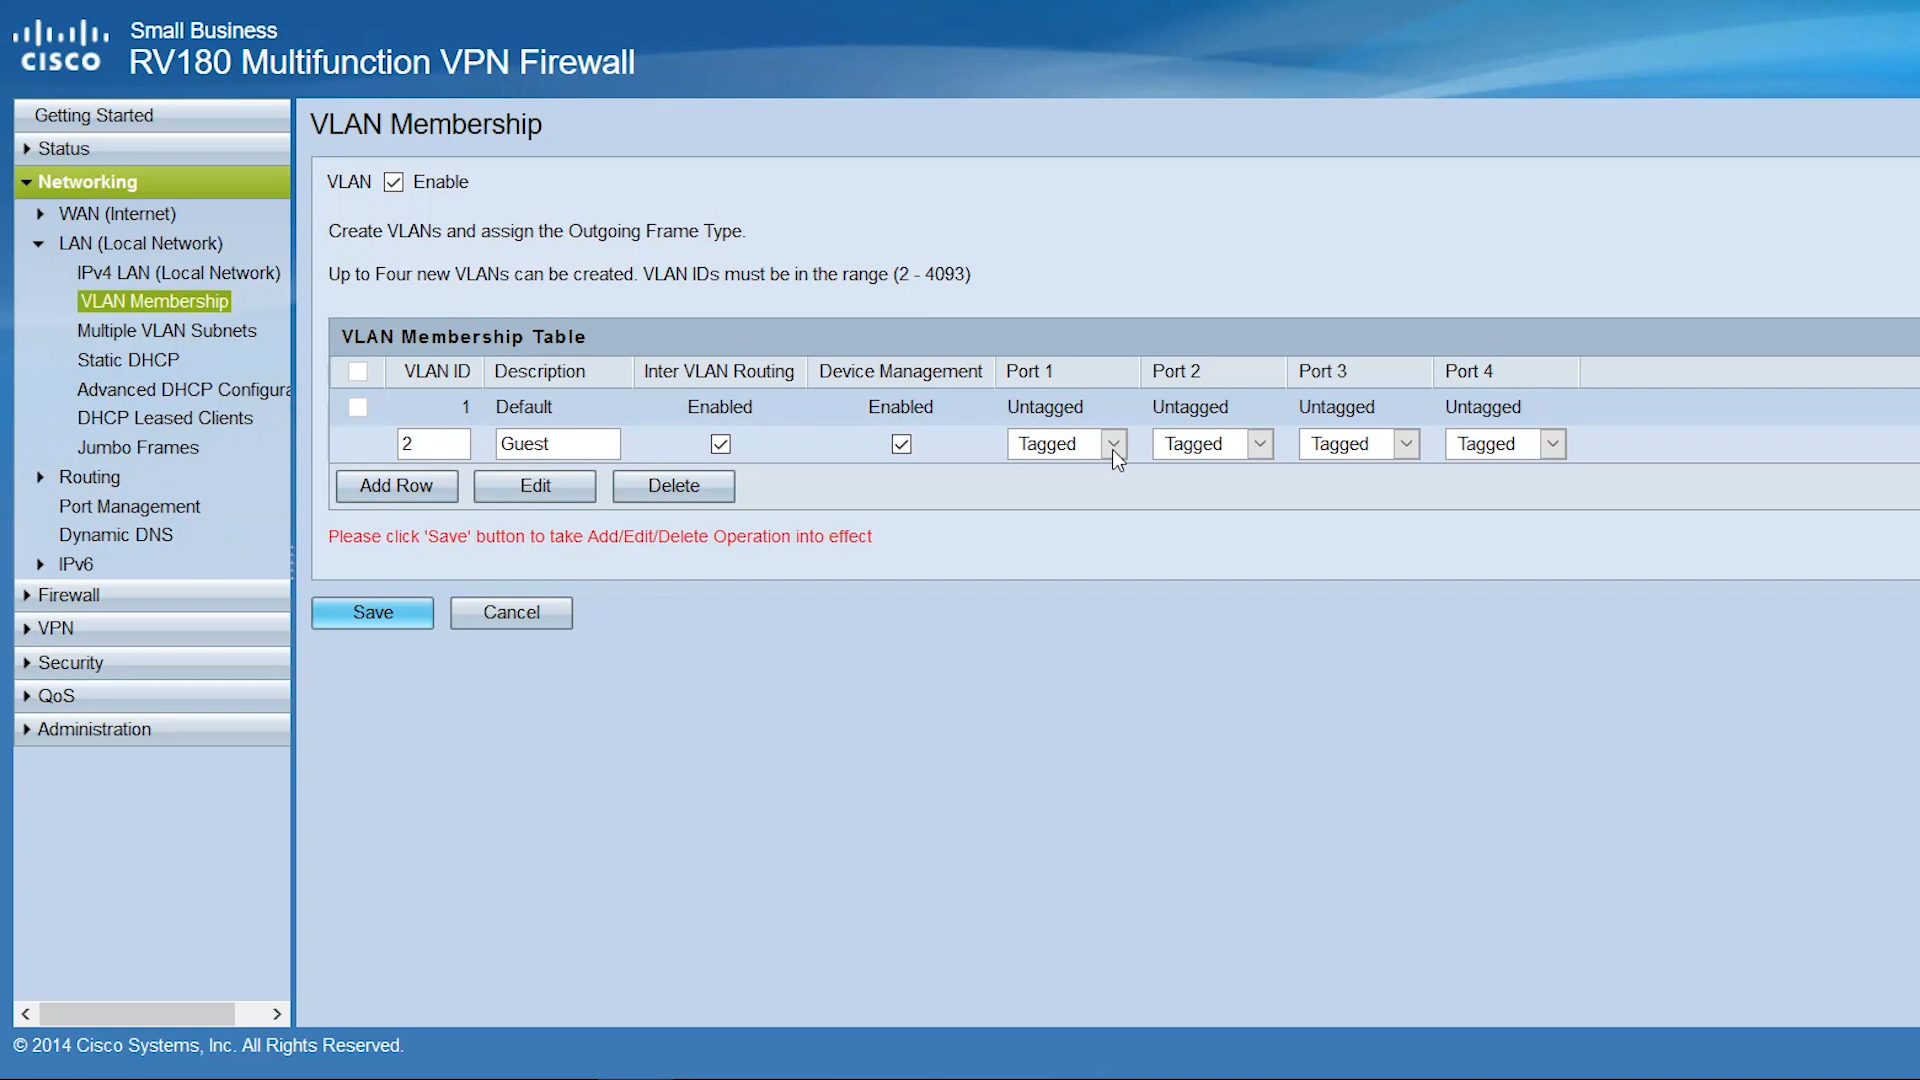 Small Business
CISCO RV180 Multifunction VPN Firewall
Getting Started
Status
Networking
WAN (Internet)
LAN (Local Network)
IPv4 LAN (Local Network)
VLAN Membership
Multiple VLAN Subnets
Static DHCP
Advanced DHCP Configura
DHCP Leased Clients
Jumbo Frames
Routing
Port Management
Dynamic DNS
IPv6
Firewall
VPN
Security
QoS
Administration
VLAN Membership
VLAN Enable
Create VLANs and assign the Outgoing Frame Type.
Up to Four new VLANs can be created. VLAN IDs must be in the range (2 - 4093)
VLAN Membership Table
VLAN ID Description Inter VLAN Routing Device Management Port 1 Port 2 Port 3 Port 4
1 Default Enabled Enabled Untagged Untagged Untagged Untagged
2 Guest Tagged Tagged Tagged Tagged
Add Row Edit Delete
Please click 'Save' button to take Add/Edit/Delete Operation into effect
Save Cancel
© 2014 Cisco Systems, Inc. All Rights Reserved.